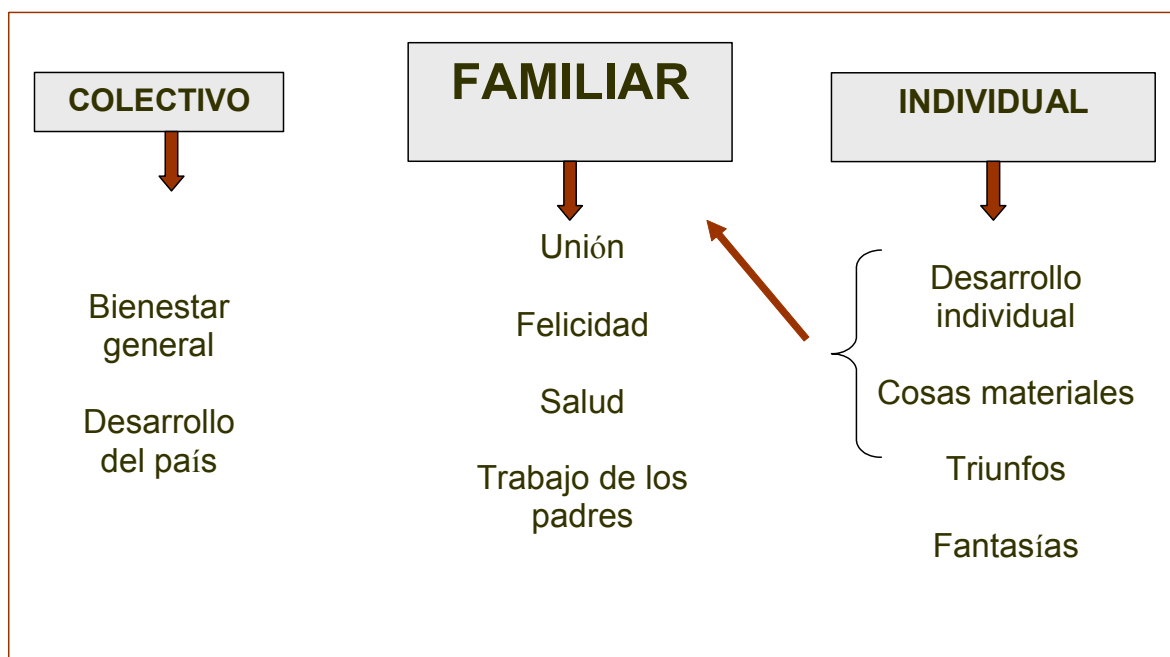 COLECTIVO
Bienestar
general
Desarrollo
del país
FAMILIAR
Unión
Felicidad
Salud
Trabajo de los
padres
INDIVIDUAL
Desarrollo
individual
Cosas materiales
Triunfos
Fantasías